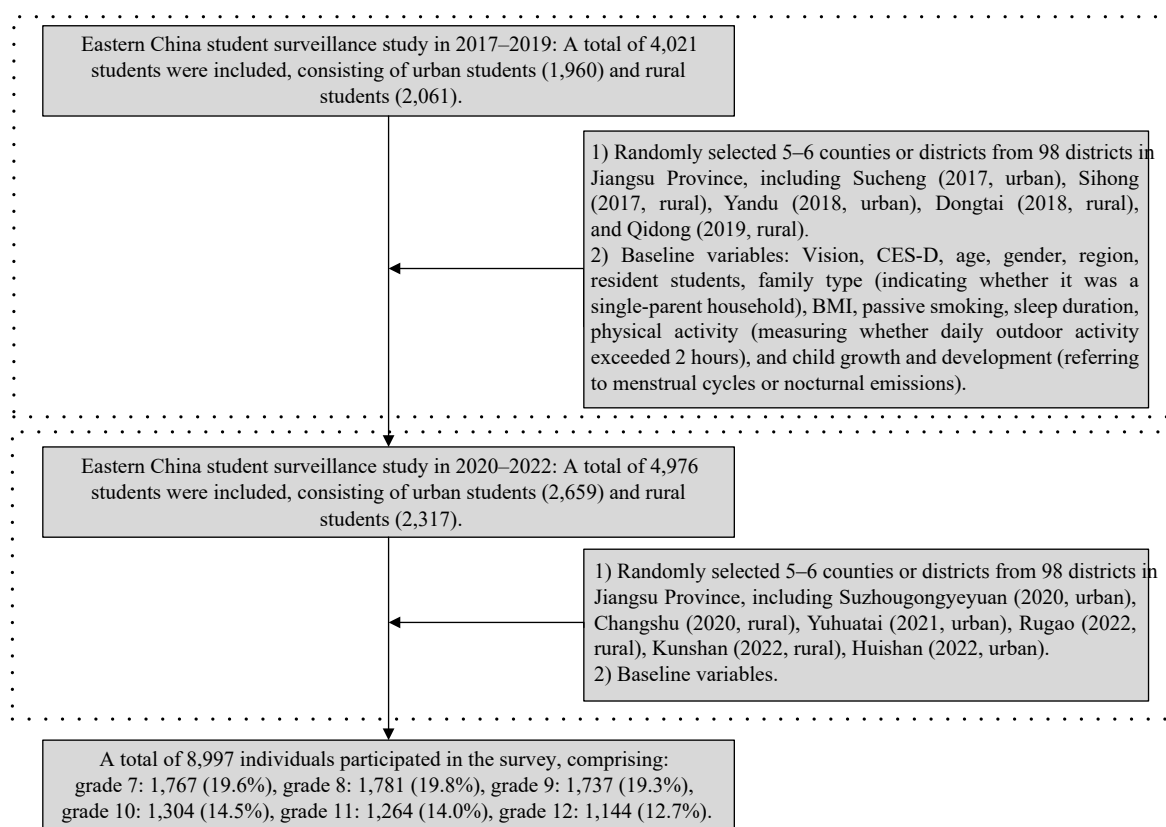 Eastern China student surveillance study in 2017–2019: A total of 4,021
students were included, consisting of urban students (1,960) and rural
students (2,061).
1) Randomly selected 5–6 counties or districts from 98 districts in
Jiangsu Province, including Sucheng (2017, urban), Sihong
(2017, rural), Yandu (2018, urban), Dongtai (2018, rural),
and Qidong (2019, rural).
2) Baseline variables: Vision, CES-D, age, gender, region,
resident students, family type (indicating whether it was a
single-parent household), BMI, passive smoking, sleep duration,
physical activity (measuring whether daily outdoor activity
exceeded 2 hours), and child growth and development (referring
to menstrual cycles or nocturnal emissions).
Eastern China student surveillance study in 2020–2022: A total of 4,976
students were included, consisting of urban students (2,659) and rural
students (2,317).
1) Randomly selected 5–6 counties or districts from 98 districts in
Jiangsu Province, including Suzhougongyeyuan (2020, urban),
Changshu (2020, rural), Yuhuatai (2021, urban), Rugao (2022,
rural), Kunshan (2022, rural), Huishan (2022, urban).
2) Baseline variables.
A total of 8,997 individuals participated in the survey, comprising:
grade 7: 1,767 (19.6%), grade 8: 1,781 (19.8%), grade 9: 1,737 (19.3%),
grade 10: 1,304 (14.5%), grade 11: 1,264 (14.0%), grade 12: 1,144 (12.7%).